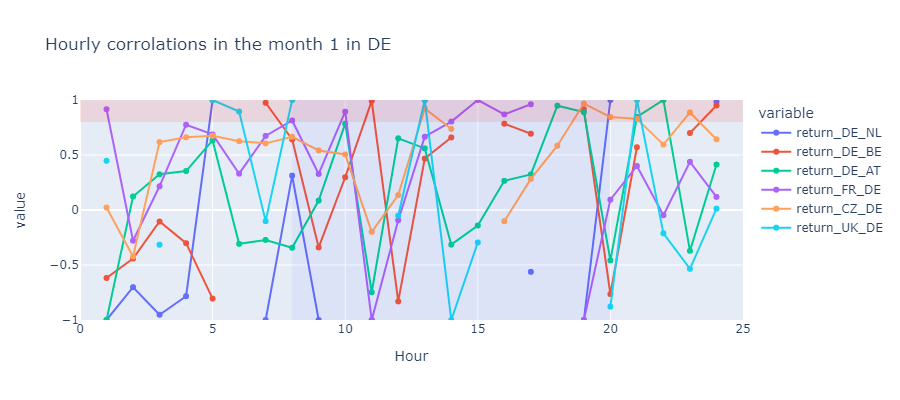 Hourly corrolations in the month 1 in DE
value
1
0.5
0
−0.5
−1
0
5
10
15
20
25
Hour
variable
return_DE_NL
return_DE_BE
return_DE_AT
return_FR_DE
return_CZ_DE
return_UK_DE